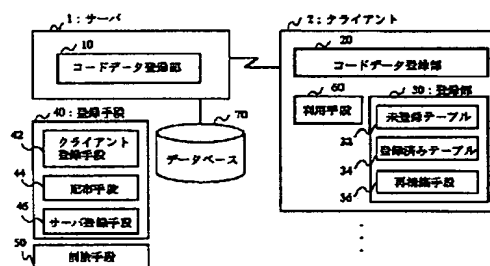 1：サーバ
10
コードデータ登録部
2：クライアント
20
コードデータ登録部
60
利用手段
30：登録部
未登録テーブル
32
登録済みテーブル
34
再構築手段
36
40：登録手段
42
クライアント
登録手段
44
配布手段
46
サーバ登録手段
50
削除手段
70
データベース